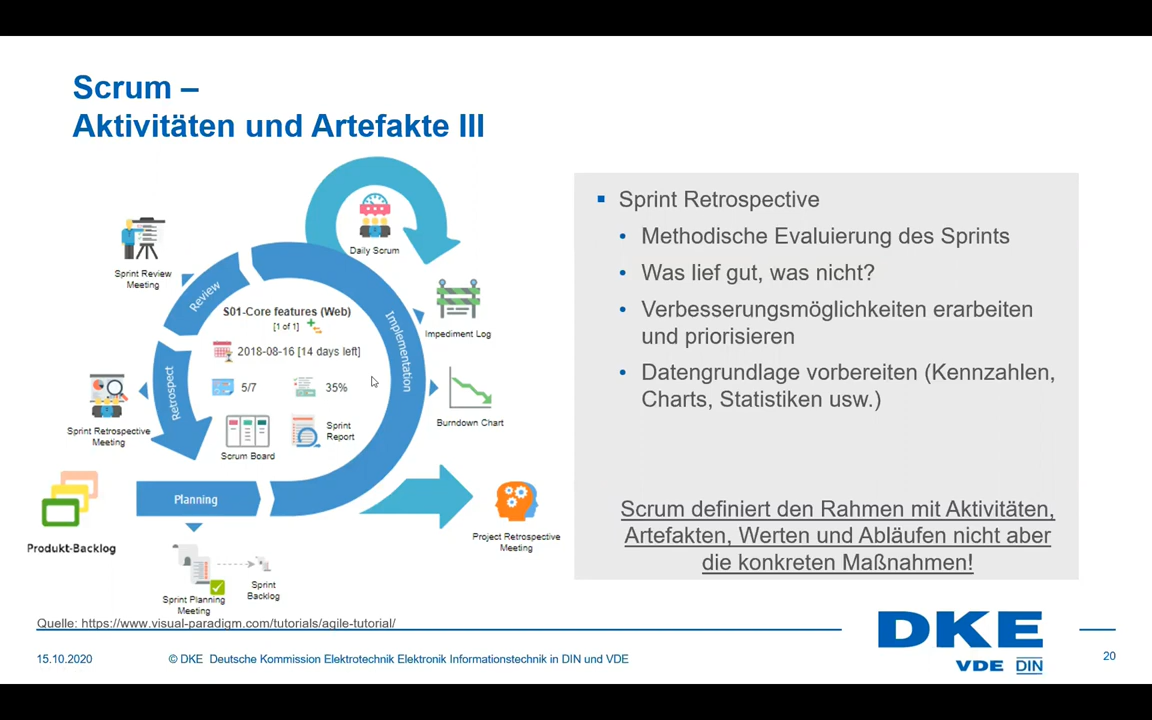 Scrum –
Aktivitäten und Artefakte III
Daily Scrum
Sprint Review
Meeting
Review
S01-Core features (Web)
[1 of 1]
2018-08-16 [14 days left]
5/7
35%
Scrum Board
Sprint
Report
Implementation
Impediment Log
Burndown Chart
Retrospect
Sprint Retrospective
Meeting
Planning
Produkt-Backlog
Sprint Planning
Meeting
Sprint
Backlog
Project Retrospective
Meeting
Sprint Retrospective
Methodische Evaluierung des Sprints
Was lief gut, was nicht?
Verbesserungsmöglichkeiten erarbeiten
und priorisieren
Datengrundlage vorbereiten (Kennzahlen,
Charts, Statistiken usw.)
Scrum definiert den Rahmen mit Aktivitäten,
Artefakten, Werten und Abläufen nicht aber
die konkreten Maßnahmen!
Quelle: https://www.visual-paradigm.com/tutorials/agile-tutorial/
15.10.2020
© DKE Deutsche Kommission Elektrotechnik Elektronik Informationstechnik in DIN und VDE
DKE
VDE DIN
20